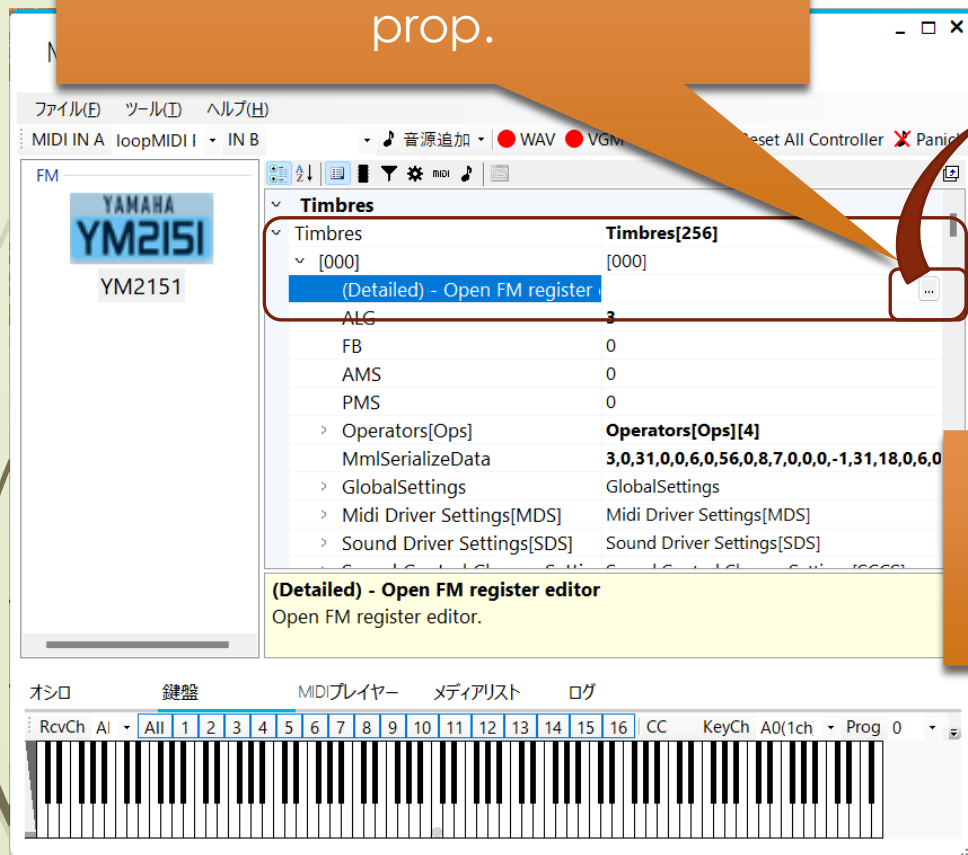 prop.
ファイル(F) ツール(T) ヘルプ(H)
MIDI IN A loopMIDI I IN B 音源追加 WAV Reset All Controller Panic!
FM
YAMAHA
YM2151
YM2151
MIDI
Timbres
Timbres Timbres[256]
[000] [000]
(Detailed) - Open FM register ...
ALG 3
FB 0
AMS 0
PMS 0
Operators[Ops] Operators[Ops][4]
MmlSerializeData 3,0,31,0,0,6,0,56,0,8,7,0,0,0,-1,31,18,0,6,0
GlobalSettings GlobalSettings
Midi Driver Settings[MDS] Midi Driver Settings[MDS]
Sound Driver Settings[SDS] Sound Driver Settings[SDS]
(Detailed) - Open FM register editor
Open FM register editor.
オシロ 鍵盤 MIDIプレイヤー メディアリスト ログ
RcvCh Al All 1 2 3 4 5 6 7 8 9 10 11 12 13 14 15 16 CC KeyCh A0(1ch) Prog 0